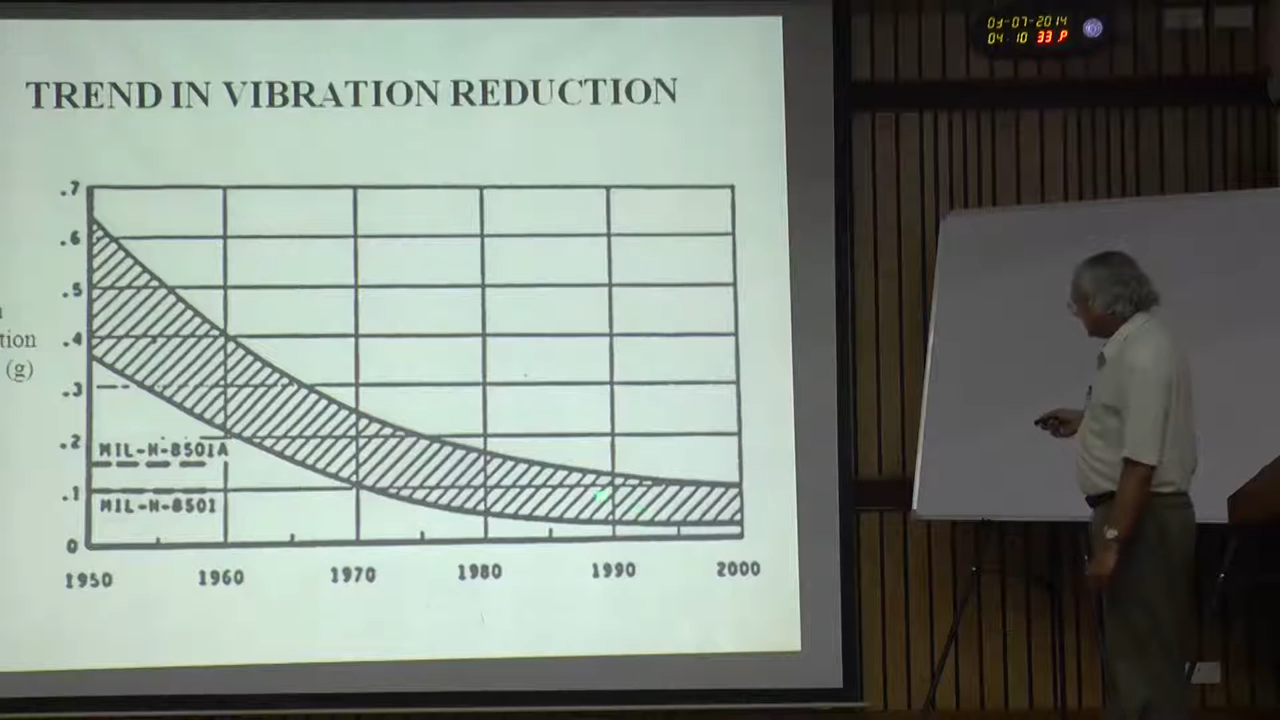 TREND IN VIBRATION REDUCTION
.7
.6
.5
tion
.4
(g)
.3
.2
MIL-H-8501A
.1
MIL-H-8501
0
1950 1960 1970 1980 1990 2000
03-07-2014
04 10 33 P